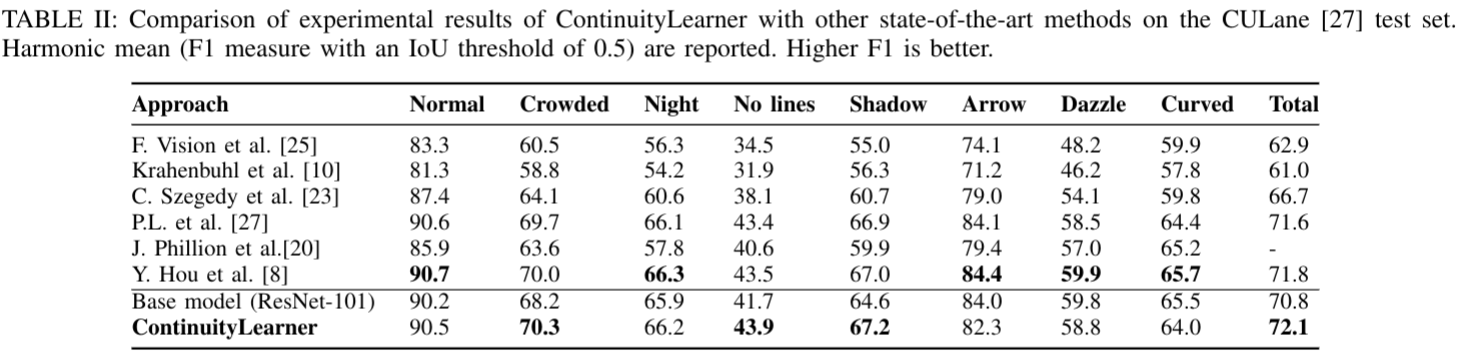 TABLE II: Comparison of experimental results of ContinuityLearner with other state-of-the-art methods on the CULane [27] test set.
Harmonic mean (F1 measure with an IoU threshold of 0.5) are reported. Higher F1 is better.
Approach Normal Crowded Night No lines Shadow Arrow Dazzle Curved Total
F. Vision et al. [25] 83.3 60.5 56.3 34.5 55.0 74.1 48.2 59.9 62.9
Krahenbuhl et al. [10] 81.3 58.8 54.2 31.9 56.3 71.2 46.2 57.8 61.0
C. Szegedy et al. [23] 87.4 64.1 60.6 38.1 60.7 79.0 54.1 59.8 66.7
P.L. et al. [27] 90.6 69.7 66.1 43.4 66.9 84.1 58.5 64.4 71.6
J. Phillion et al.[20] 85.9 63.6 57.8 40.6 59.9 79.4 57.0 65.2 -
Y. Hou et al. [8] 90.7 70.0 66.3 43.5 67.0 84.4 59.9 65.7 71.8
Base model (ResNet-101) 90.2 68.2 65.9 41.7 64.6 84.0 59.8 65.5 70.8
ContinuityLearner 90.5 70.3 66.2 43.9 67.2 82.3 58.8 64.0 72.1